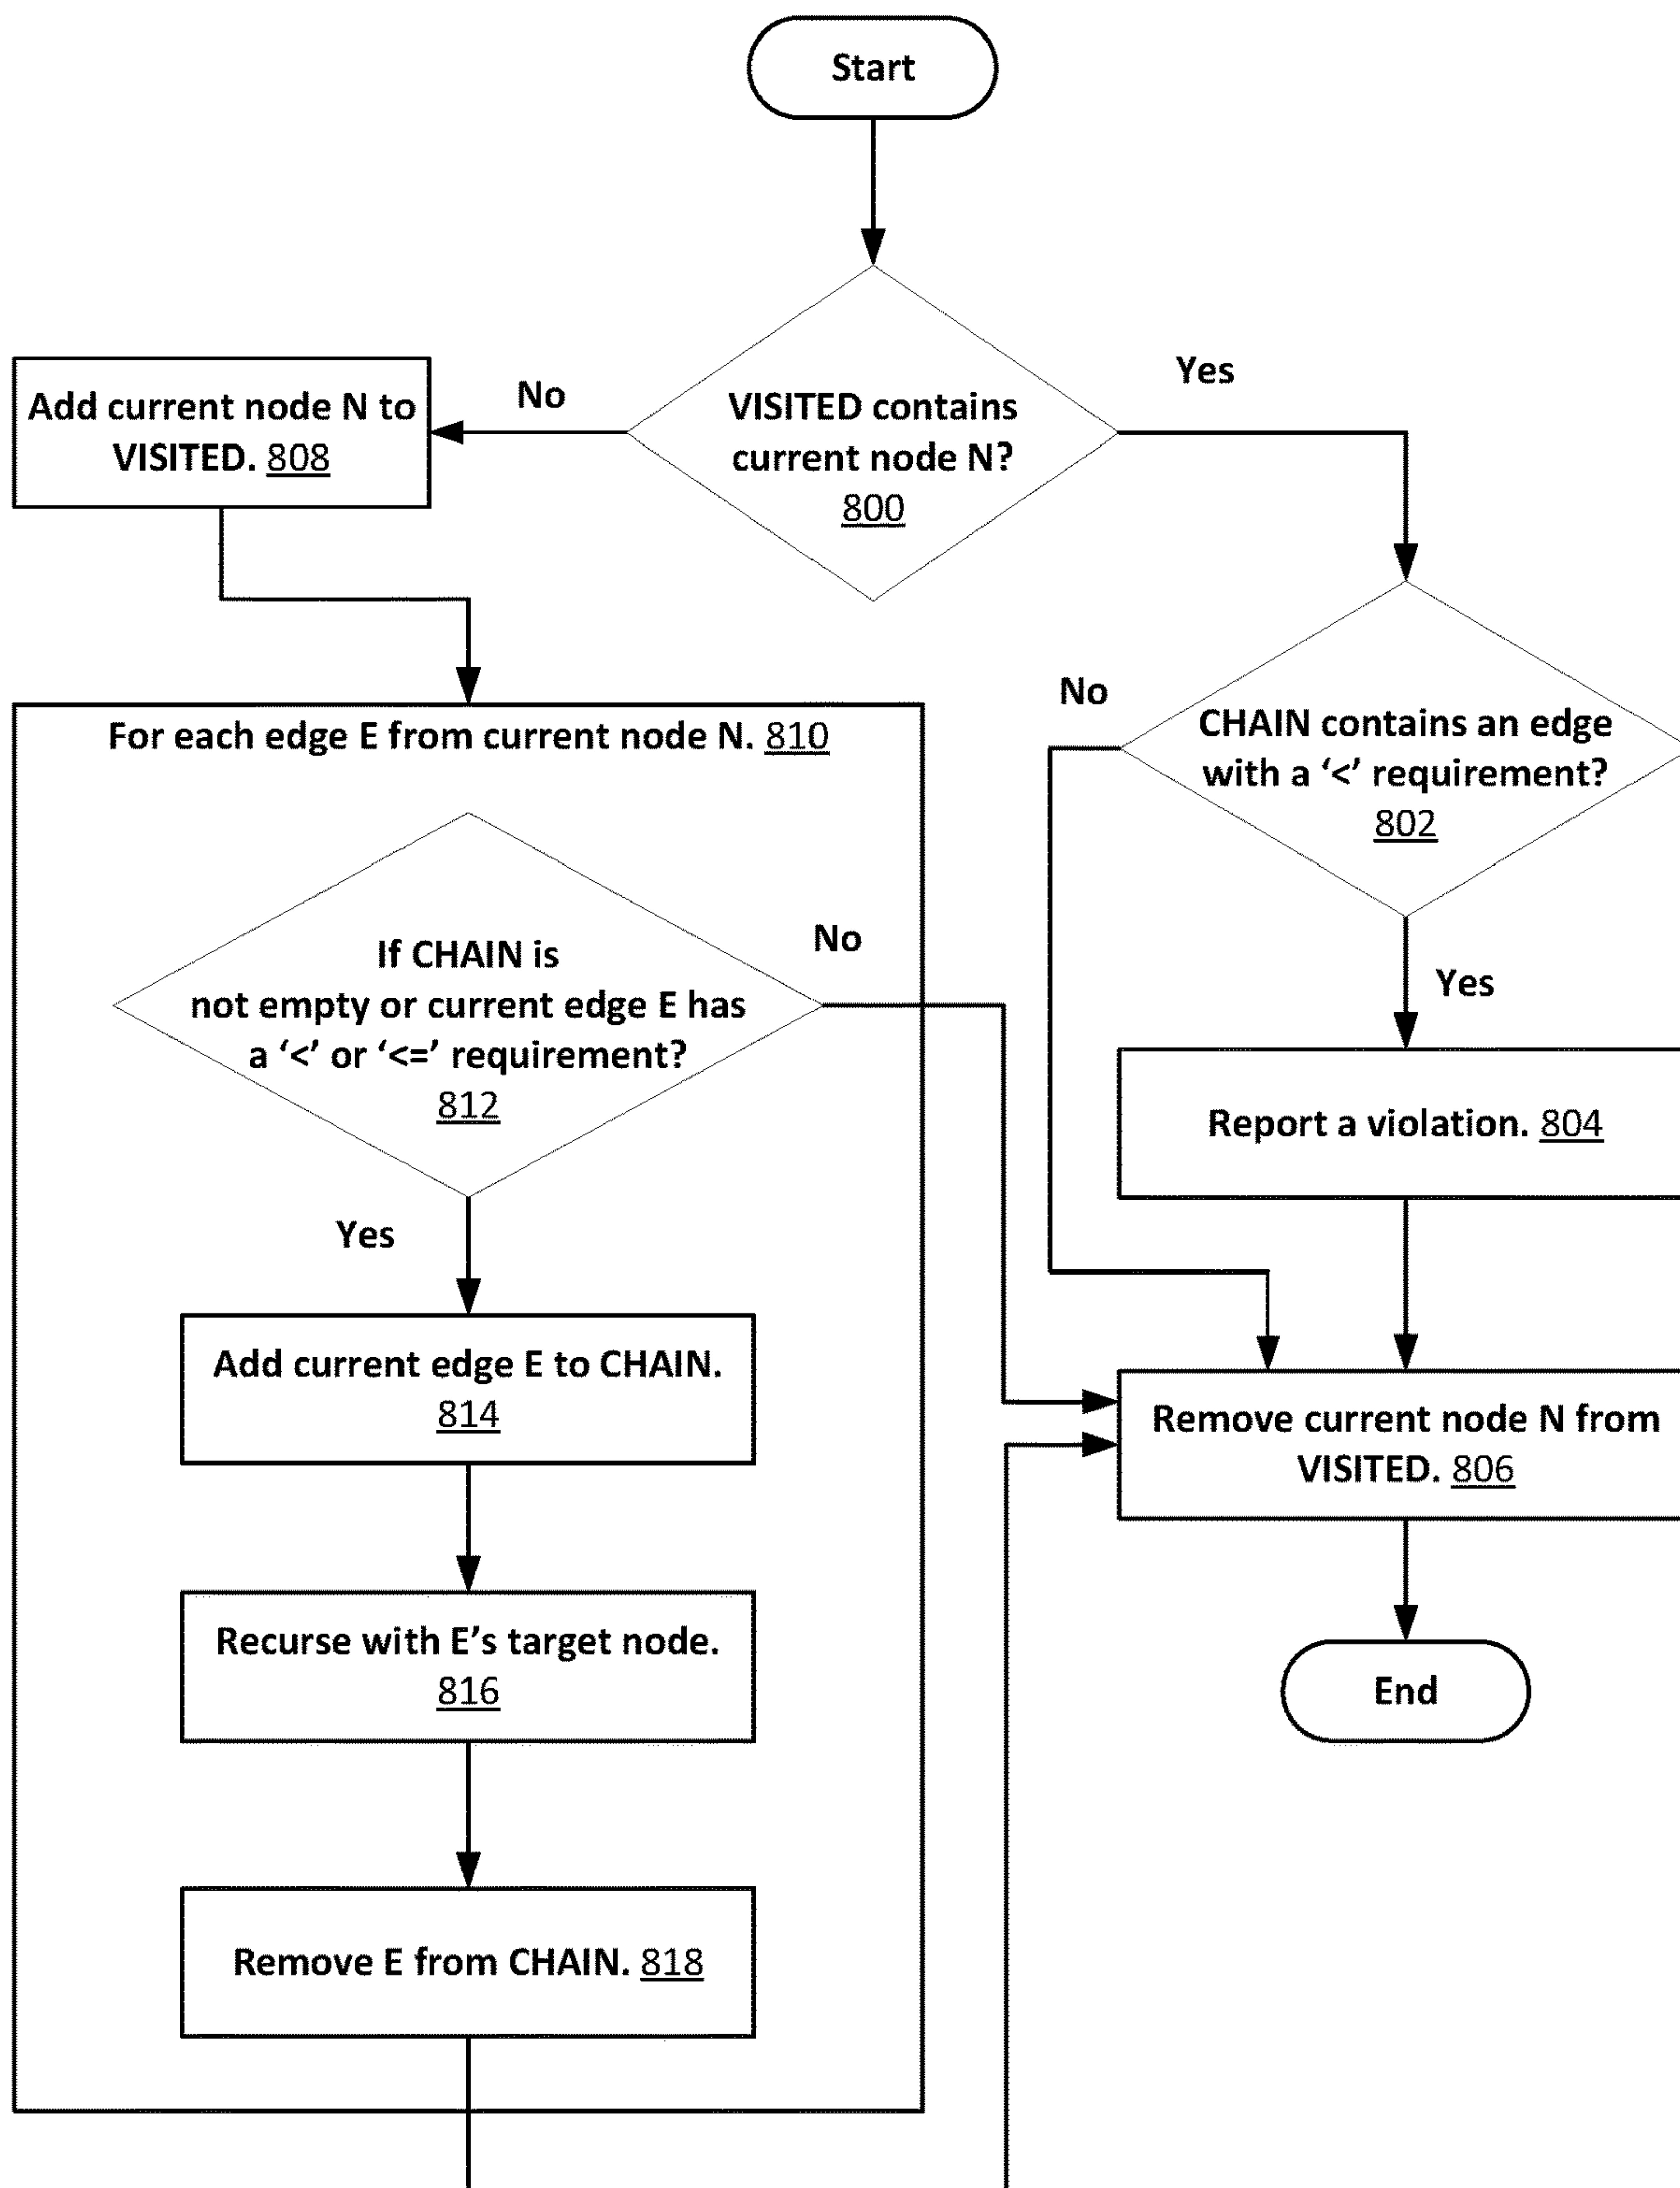 Start
VISITED contains
current node N?
800
No
Yes
Add current node N to
VISITED. 808
For each edge E from current node N. 810
If CHAIN is
not empty or current edge E has
a ‘<’ or ‘<=’ requirement?
812
No
Yes
Add current edge E to CHAIN.
814
Recurse with E’s target node.
816
Remove E from CHAIN. 818
CHAIN contains an edge
with a ‘<’ requirement?
802
No
Yes
Report a violation. 804
Remove current node N from
VISITED. 806
End